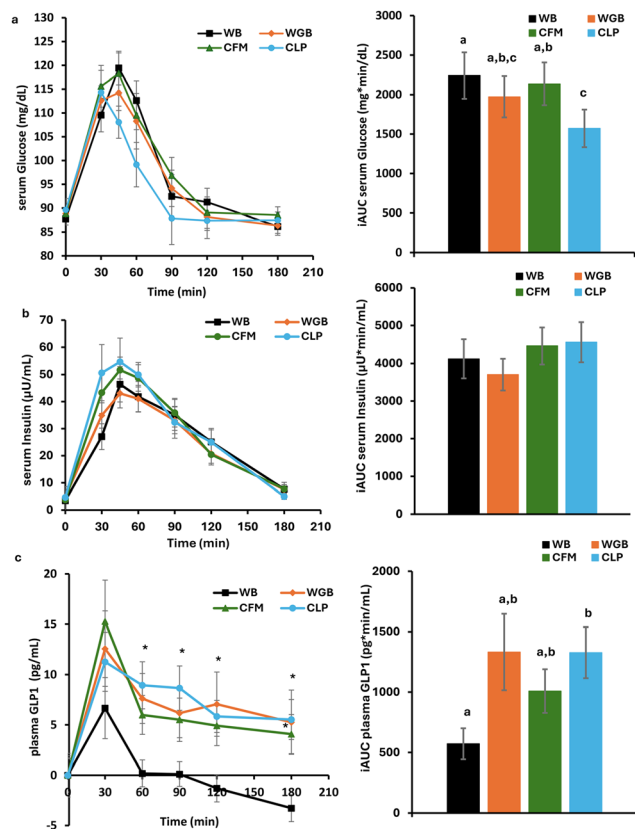 a
WB WGB
CFM CLP
serum Glucose (mg/dL)
125
120
115
110
105
100
95
90
85
80
0 30 60 90 120 150 180 210
Time (min)
WB WGB
CFM CLP
iAUC serum Glucose (mg*min/dL)
3000
2500
2000
1500
1000
500
0
a
a,b,c
a,b
c
b
WB WGB
CFM CLP
serum Insulin (µU/mL)
70
60
50
40
30
20
10
0
0 30 60 90 120 150 180 210
Time (min)
WB WGB
CFM CLP
iAUC serum Insulin (µU*min/mL)
6000
5000
4000
3000
2000
1000
0
c
WB WGB
CFM CLP
plasma GLP1 (pg/mL)
20
15
10
5
0
-5
* * * *
*
0 30 60 90 120 150 180 210
Time (min)
WB WGB
CFM CLP
iAUC plasma GLP1 (pg*min/mL)
2000
1500
1000
500
0
a
a,b
a,b
b